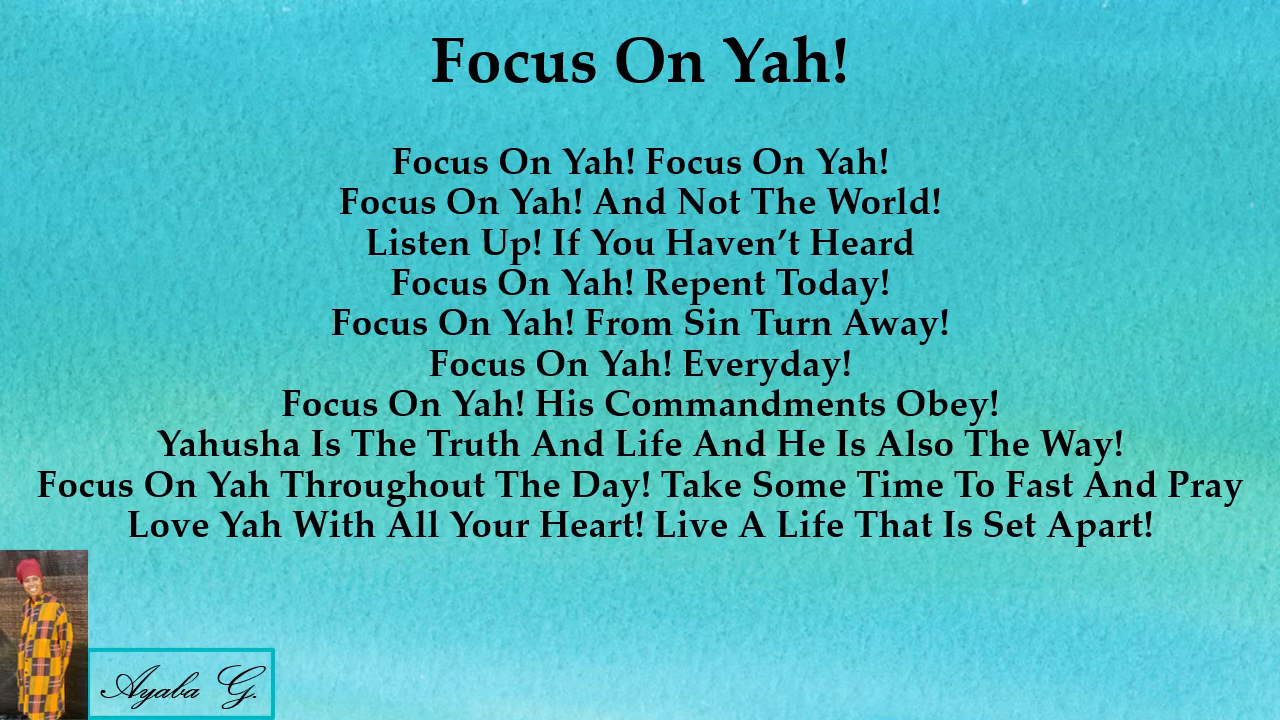 Focus On Yah!
Focus On Yah! Focus On Yah!
Focus On Yah! And Not The World!
Listen Up! If You Haven’t Heard
Focus On Yah! Repent Today!
Focus On Yah! From Sin Turn Away!
Focus On Yah! Everyday!
Focus On Yah! His Commandments Obey!
Yahusha Is The Truth And Life And He Is Also The Way!
Focus On Yah Throughout The Day! Take Some Time To Fast And Pray
Love Yah With All Your Heart! Live A Life That Is Set Apart!
Ayaba G.